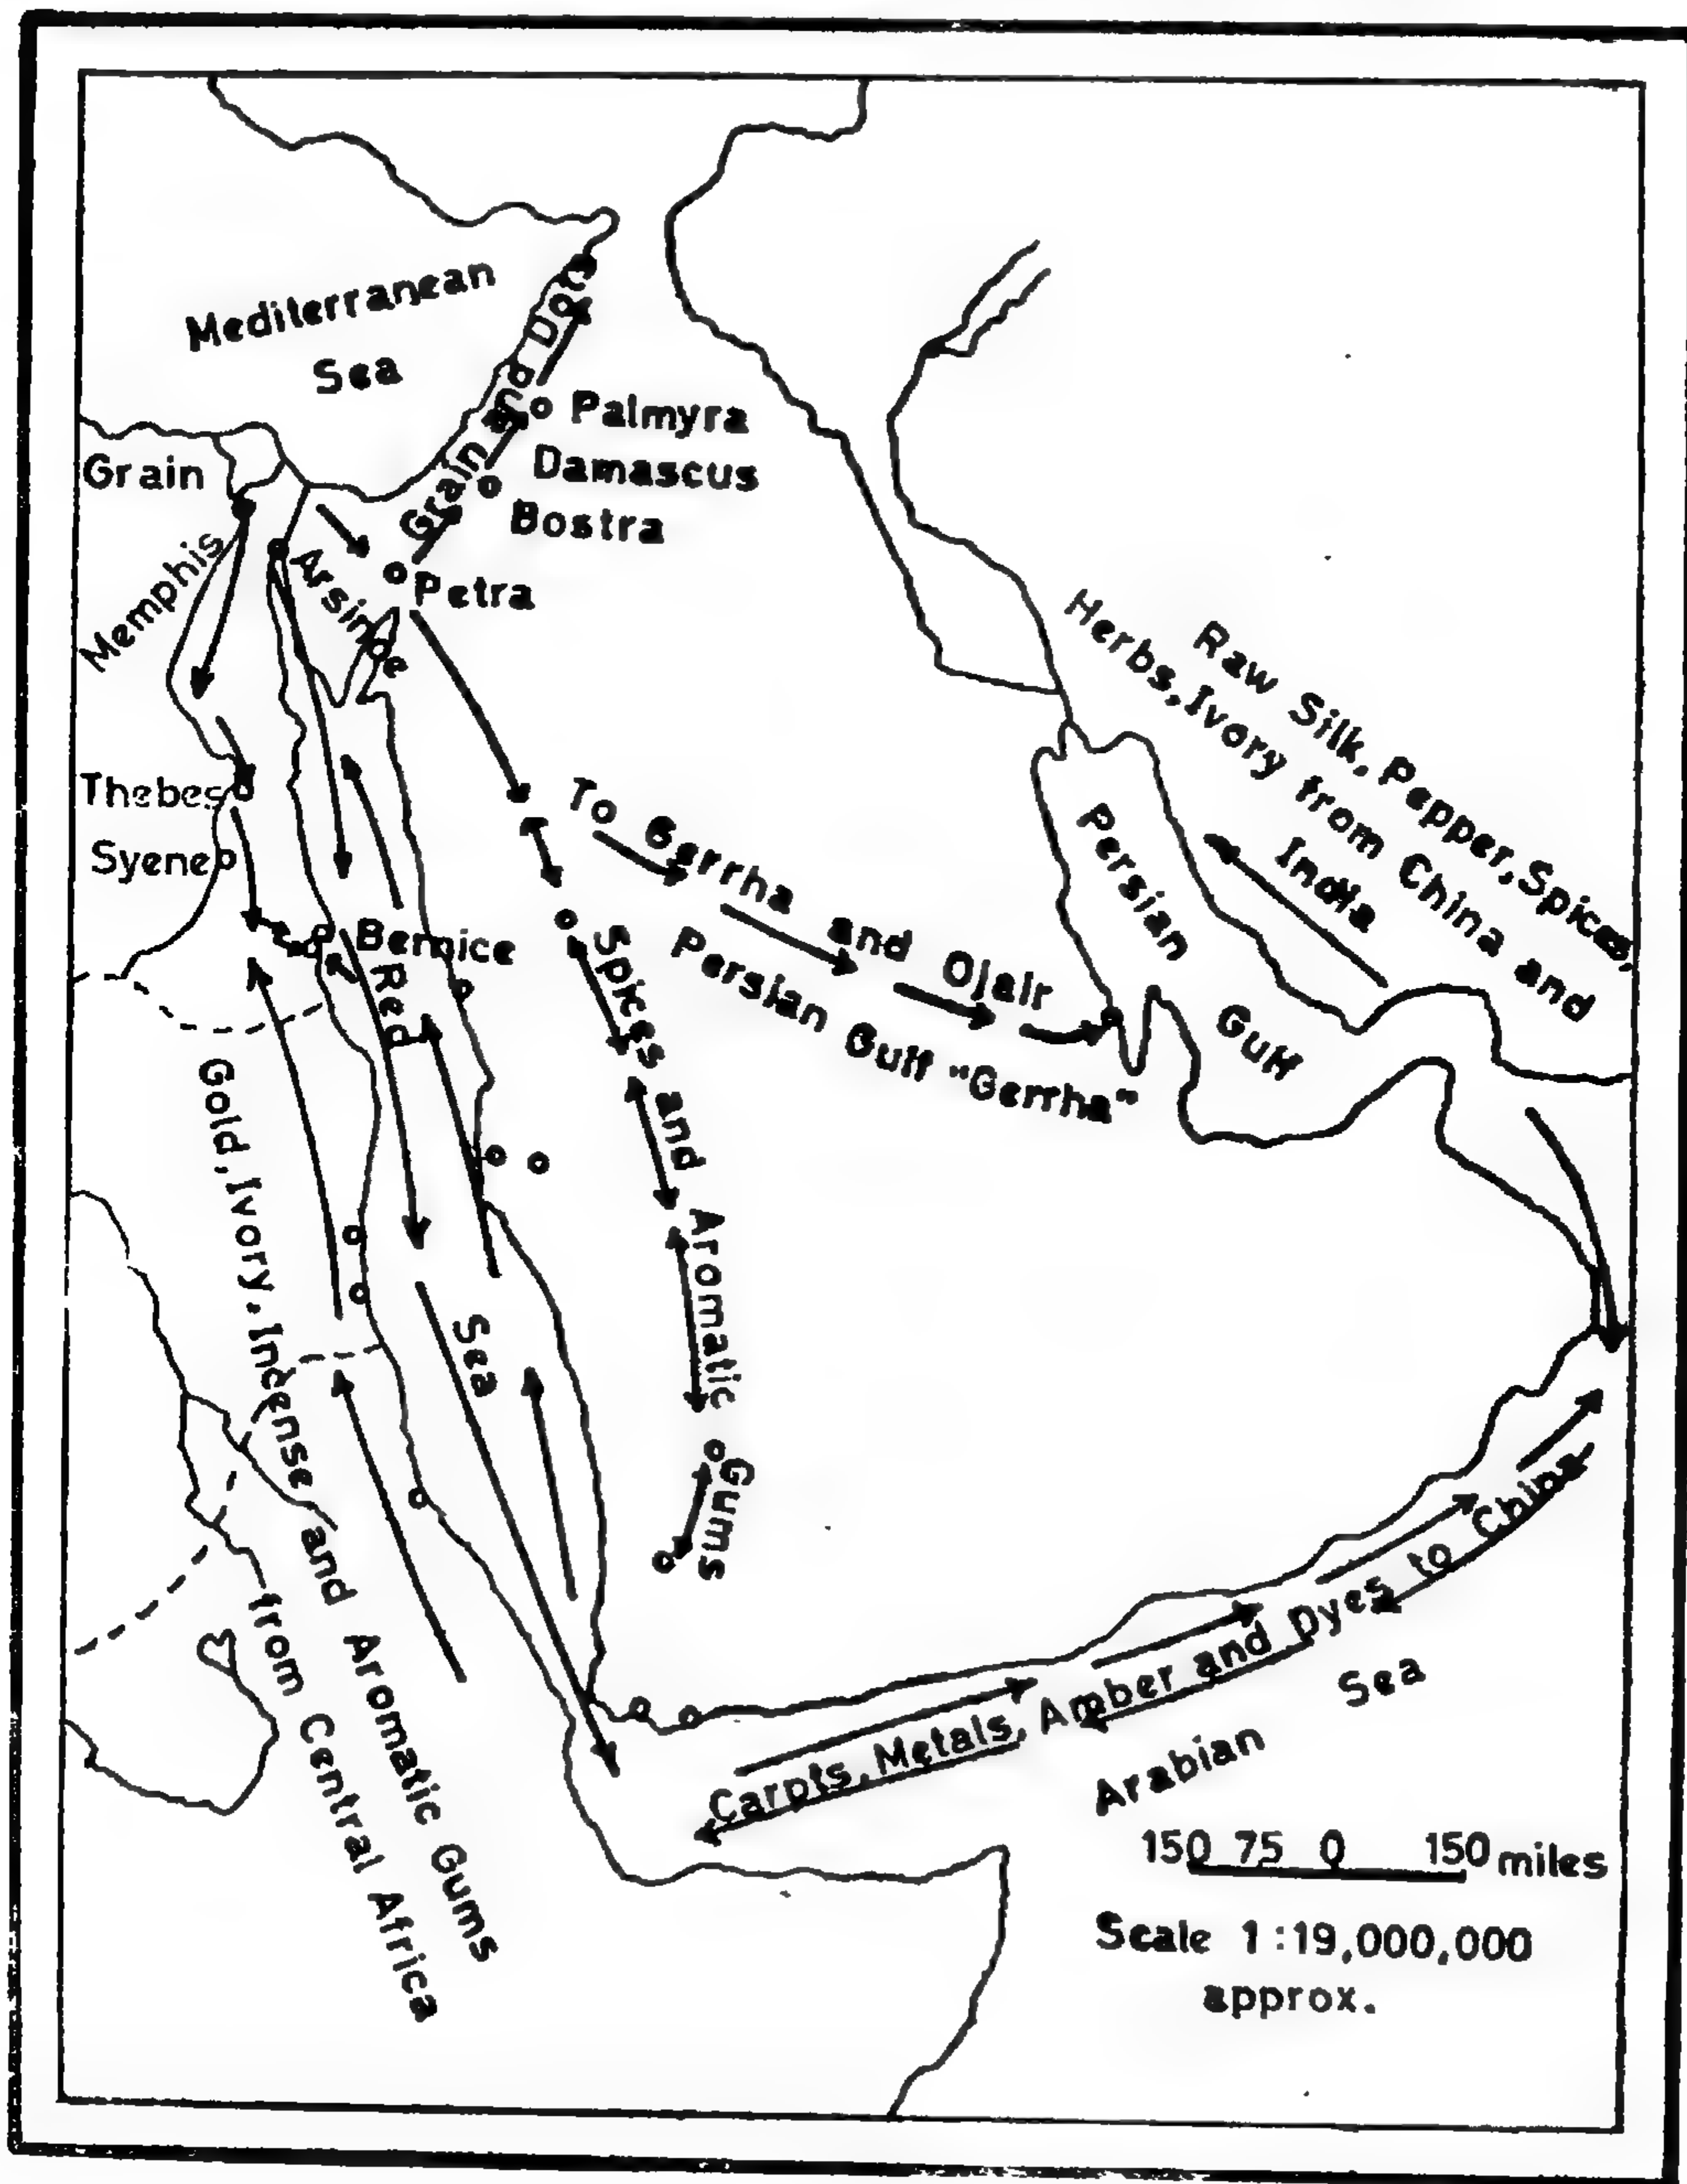 Mediterranean
Sea
Grain and Dots
Palmyra
Damascus
Bostra
Grain
Memphis
Arsinoe
Petra
Thebes
Syene
Bernice
Red
Sea
To Gerrha and Ojair
Persian Gulf "Gerrha"
Persian
Gulf
Raw Silk, Pepper, Spices,
Herbs, Ivory from China and
India
Spices and Aromatic Gums
Gold, Ivory, Incense and Aromatic Gums
from Central Africa
Carpts, Metals, Amber and Dyes to China
Arabian
Sea
150 75 0 150 miles
Scale 1:19,000,000
approx.